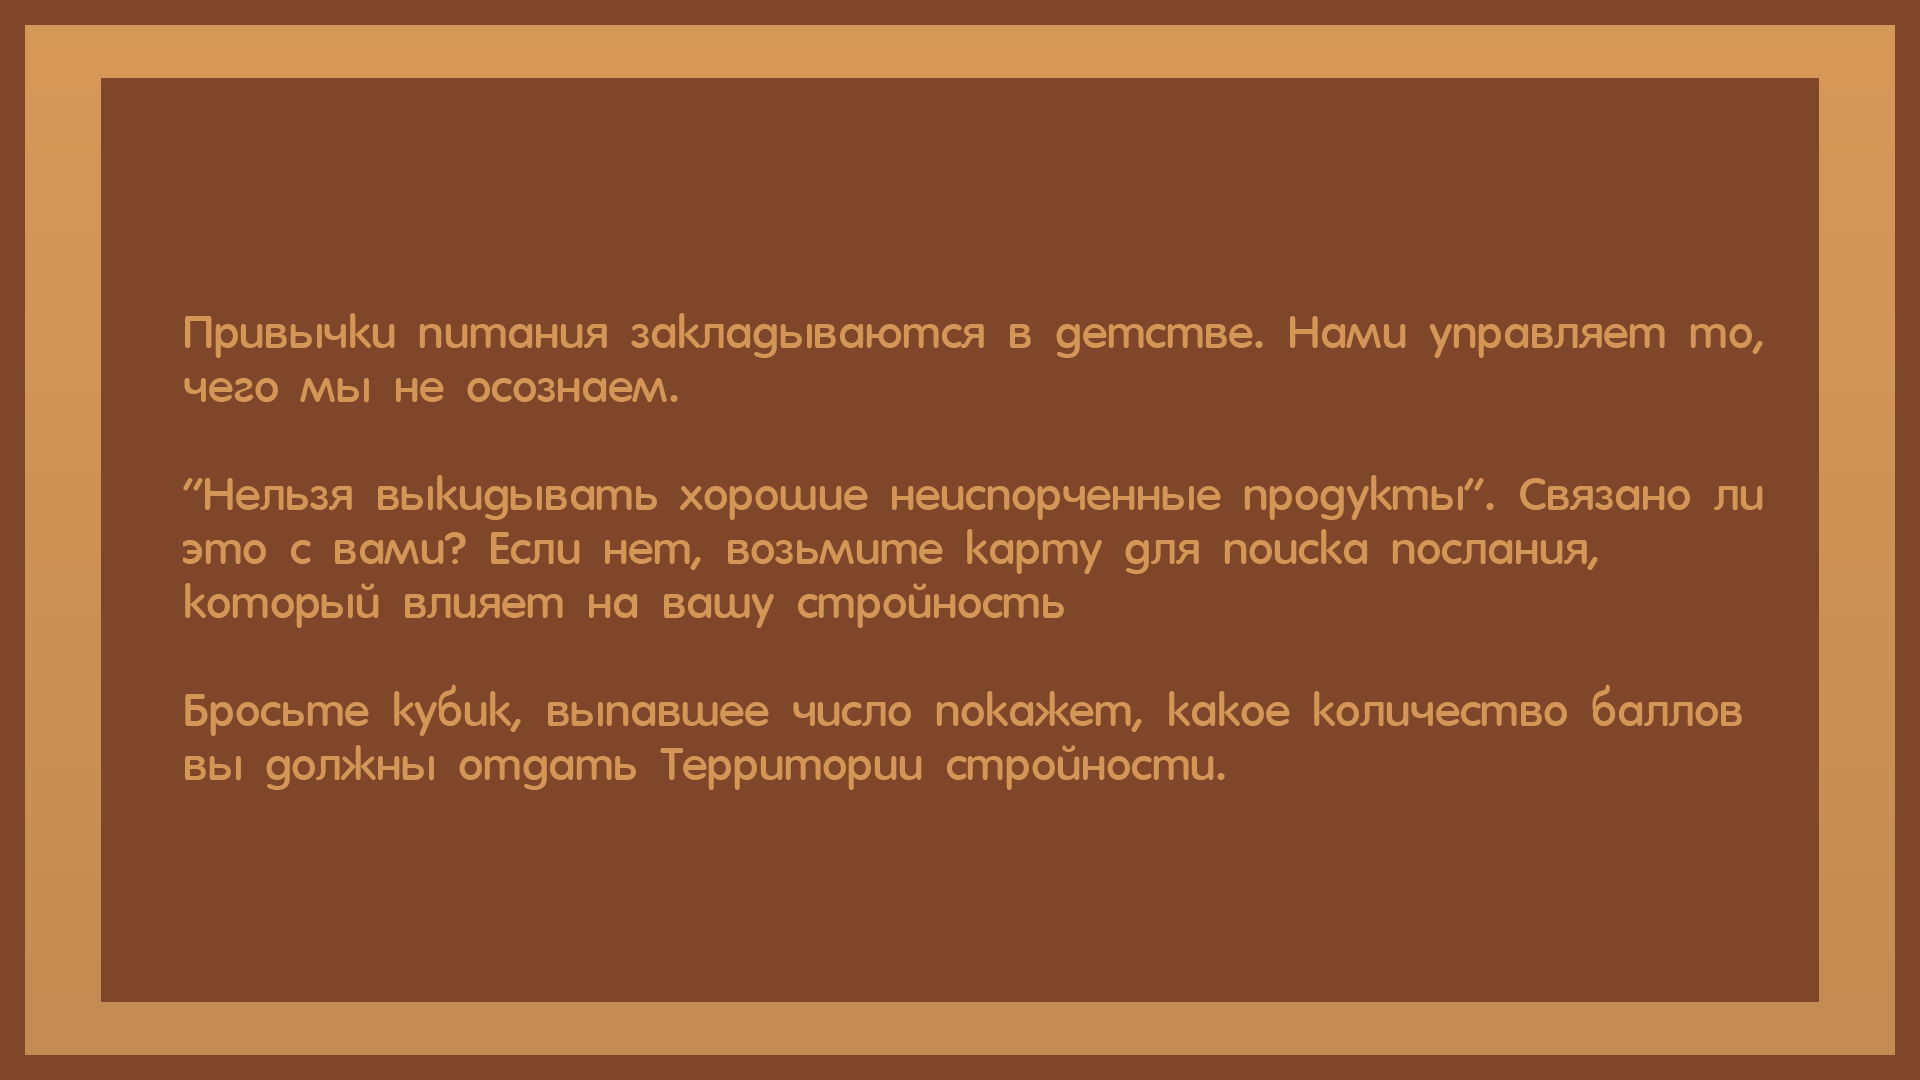 Привычки питания закладываются в детстве. Нами управляет то,
чего мы не осознаем.
"Нельзя выкидывать хорошие неиспорченные продукты". Связано ли
это с вами? Если нет, возьмите карту для поиска послания,
который влияет на вашу стройность
Бросьте кубик, выпавшее число покажет, какое количество баллов
вы должны отдать Территории стройности.